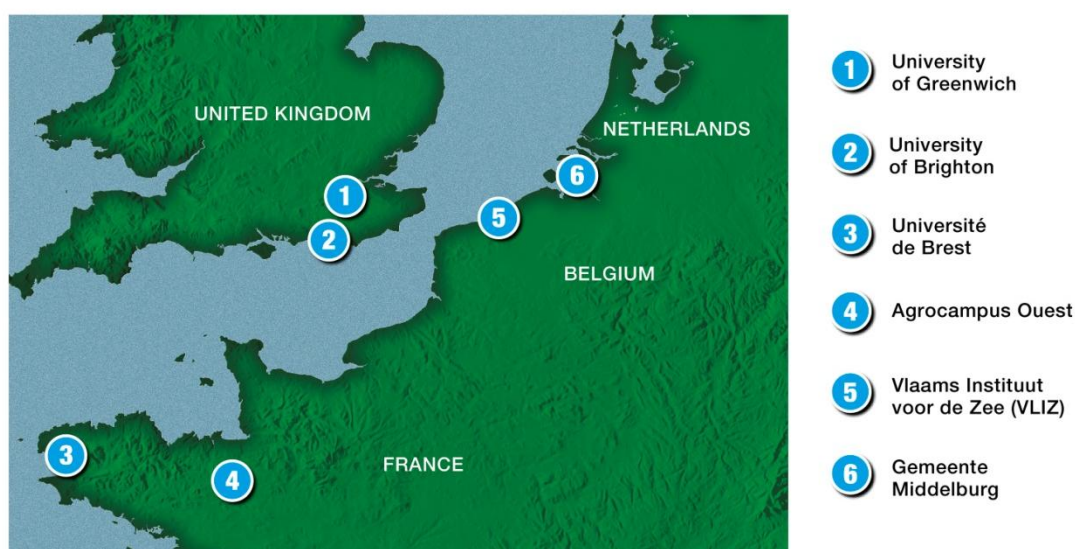 UNITED KINGDOM
NETHERLANDS
6
1
5
2
BELGIUM
3
FRANCE
4
1 University
of Greenwich
2 University
of Brighton
3 Université
de Brest
4 Agrocampus Ouest
5 Vlaams Instituut
voor de Zee (VLIZ)
6 Gemeente
Middelburg